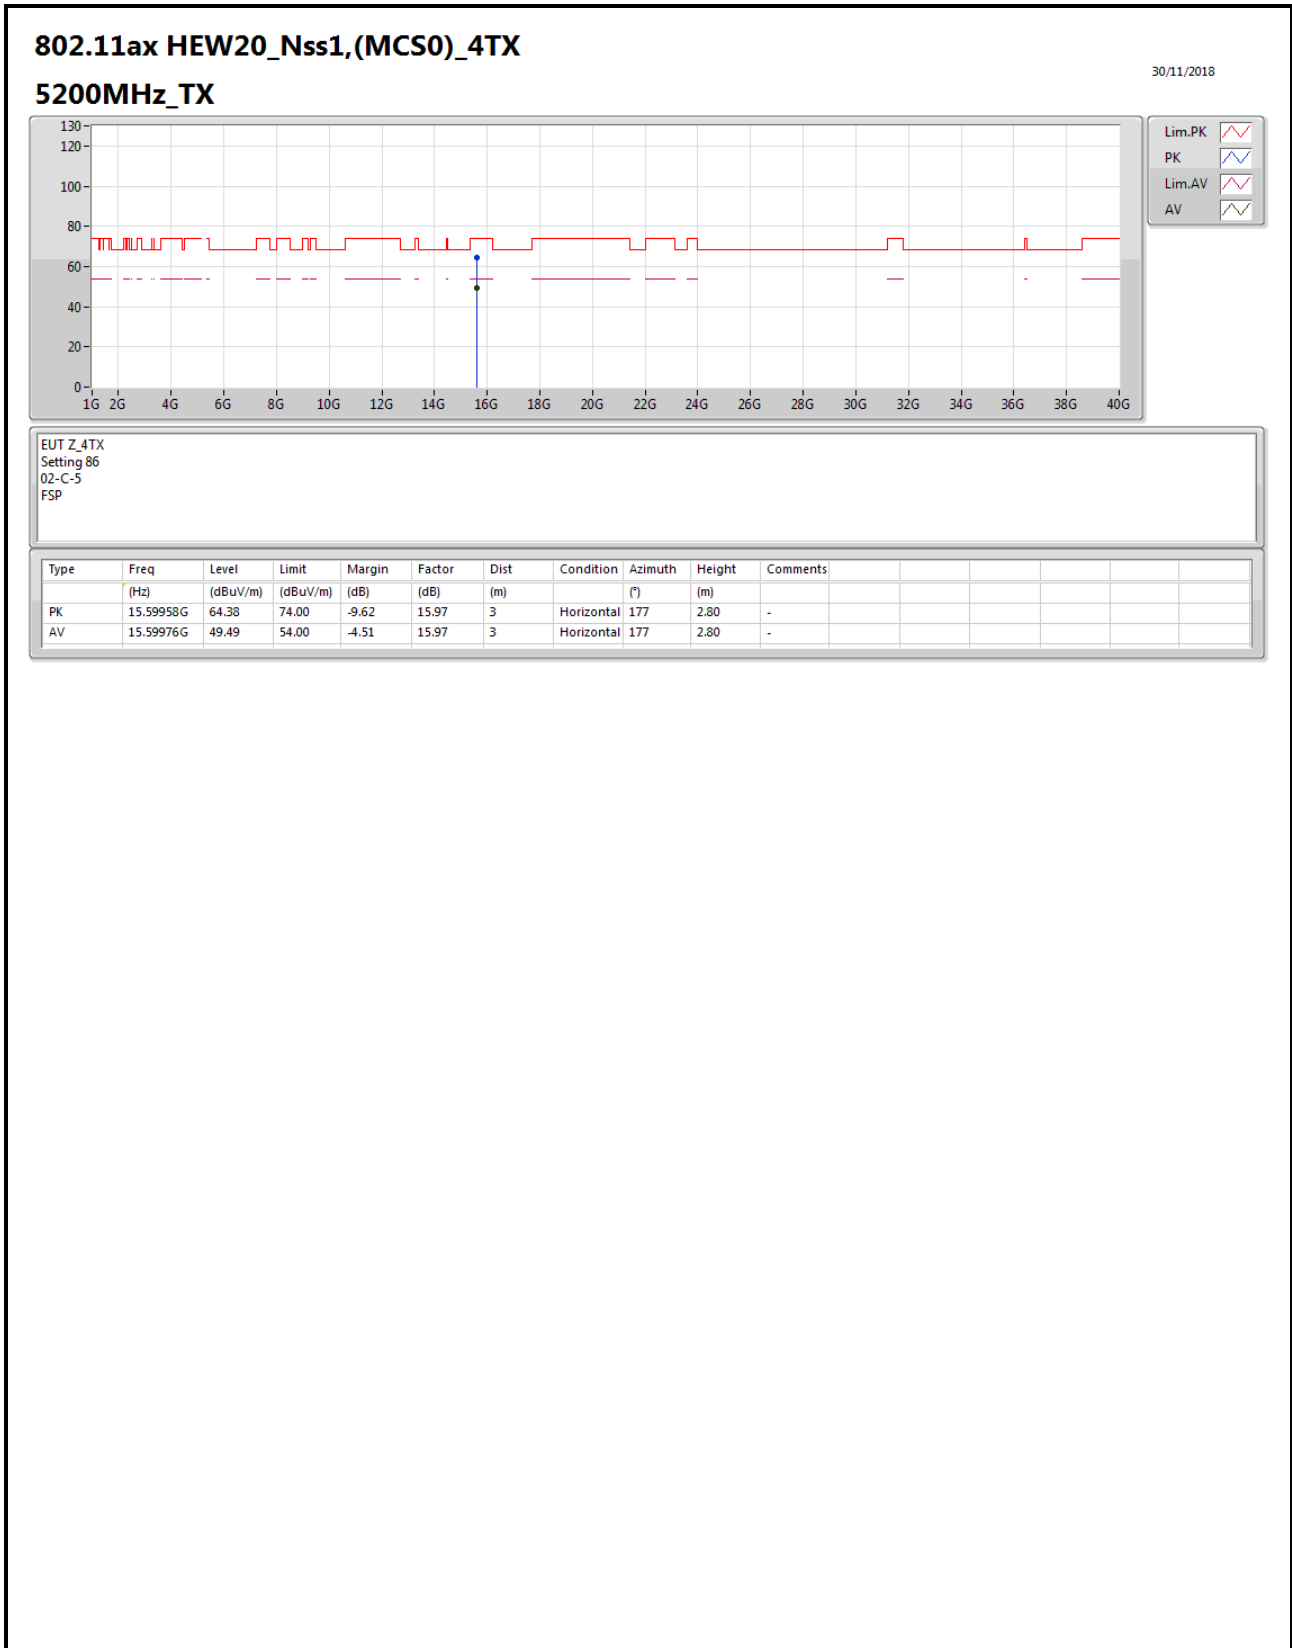 802.11ax HEW20_Nss1,(MCS0)_4TX
30/11/2018
5200MHz_TX
130
120
100
80
60
40
20
0
1G 2G 4G 6G 8G 10G 12G 14G 16G 18G 20G 22G 24G 26G 28G 30G 32G 34G 36G 38G 40G
Lim.PK
PK
Lim.AV
AV
EUT Z_4TX
Setting 86
02-C-5
FSP
Type Freq Level Limit Margin Factor Dist Condition Azimuth Height Comments
(Hz) (dBuV/m) (dBuV/m) (dB) (dB) (m) (°) (m)
PK 15.59958G 64.38 74.00 -9.62 15.97 3 Horizontal 177 2.80 -
AV 15.59976G 49.49 54.00 -4.51 15.97 3 Horizontal 177 2.80 -